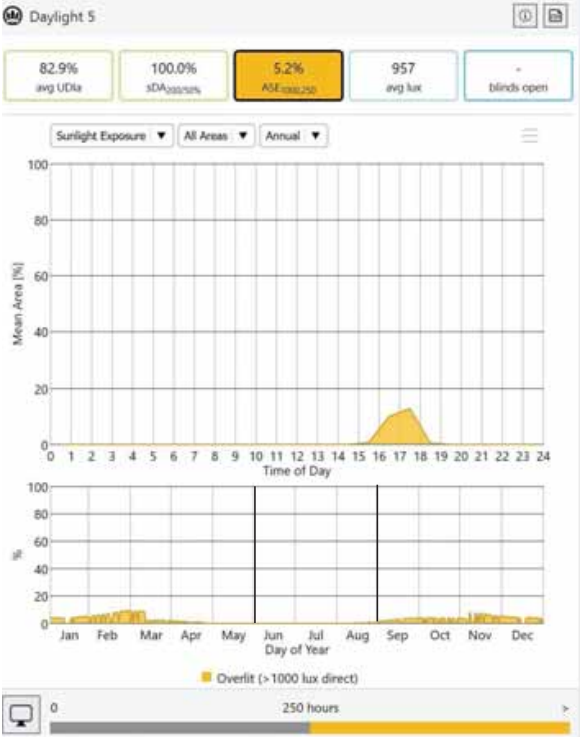 Daylight 5
82.9% 100.0% 5.2% 957 -
avg UDIa sDA200/50% ASE1000,250 avg lux blinds open
Sunlight Exposure ▼ All Areas ▼ Annual ▼
100
80
60
40
20
0
Mean Area [%]
0 1 2 3 4 5 6 7 8 9 10 11 12 13 14 15 16 17 18 19 20 21 22 23 24
Time of Day
100
80
60
40
20
0
%
Jan Feb Mar Apr May Jun Jul Aug Sep Oct Nov Dec
Day of Year
Overlit (>1000 lux direct)
0 250 hours >